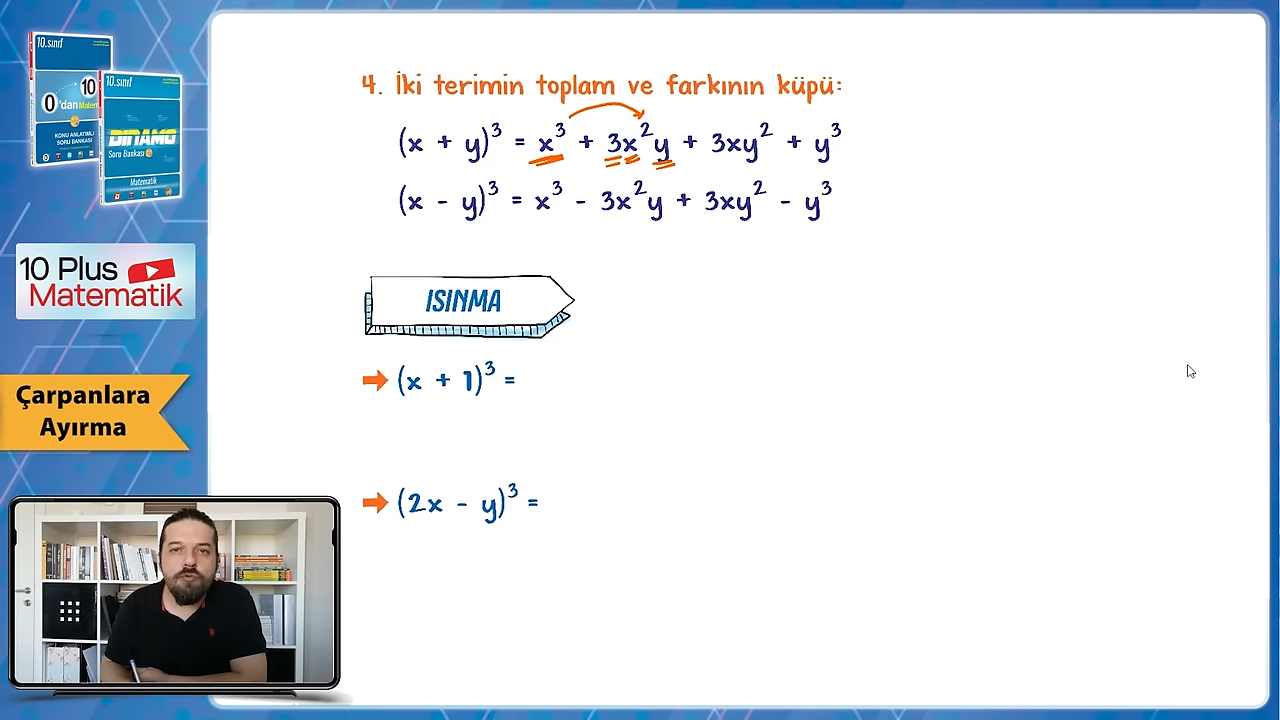 10.sınıf
0'dan 10
Matem
KONU ANLATIMLI
SORU BANKASI
10.sınıf
DİNAMO
Soru Bankası
Matematik
10 Plus
Matematik
Çarpanlara
Ayırma
4. İki terimin toplam ve farkının küpü:
(x + y)³ = x³ + 3x²y + 3xy² + y³
(x - y)³ = x³ - 3x²y + 3xy² - y³
ISINMA
(x + 1)³ =
(2x - y)³ =